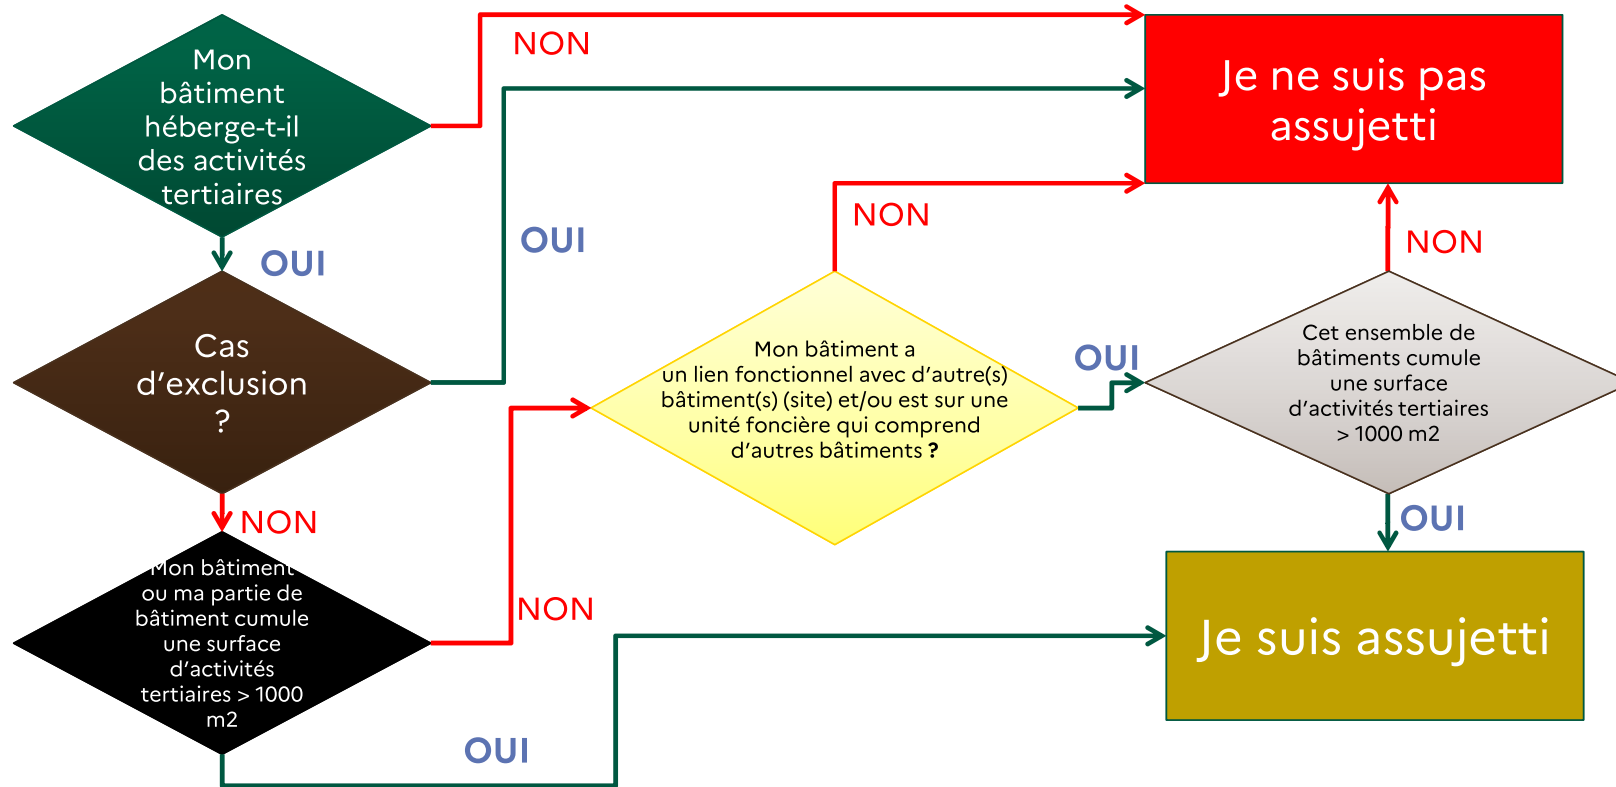 Mon
bâtiment
héberge-t-il
des activités
tertiaires
NON
Je ne suis pas
assujetti
OUI
OUI
NON
NON
Cas
d’exclusion
?
Mon bâtiment a
un lien fonctionnel avec d’autre(s)
bâtiment(s) (site) et/ou est sur une
unité foncière qui comprend
d’autres bâtiments ?
OUI
Cet ensemble de
bâtiments cumule
une surface
d’activités tertiaires
> 1000 m2
NON
OUI
Mon bâtiment
ou ma partie de
bâtiment cumule
une surface
d’activités
tertiaires > 1000
m2
NON
OUI
Je suis assujetti